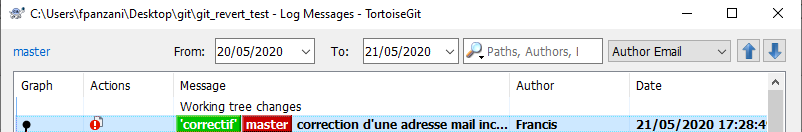 C:\Users\fpanzani\Desktop\git\git_revert_test - Log Messages - TortoiseGit
master From: 20/05/2020 To: 21/05/2020 Paths, Authors, Author Email
Graph Actions Message Author Date
Working tree changes
'correctif' master correction d'une adresse mail inc... Francis 21/05/2020 17:28:4